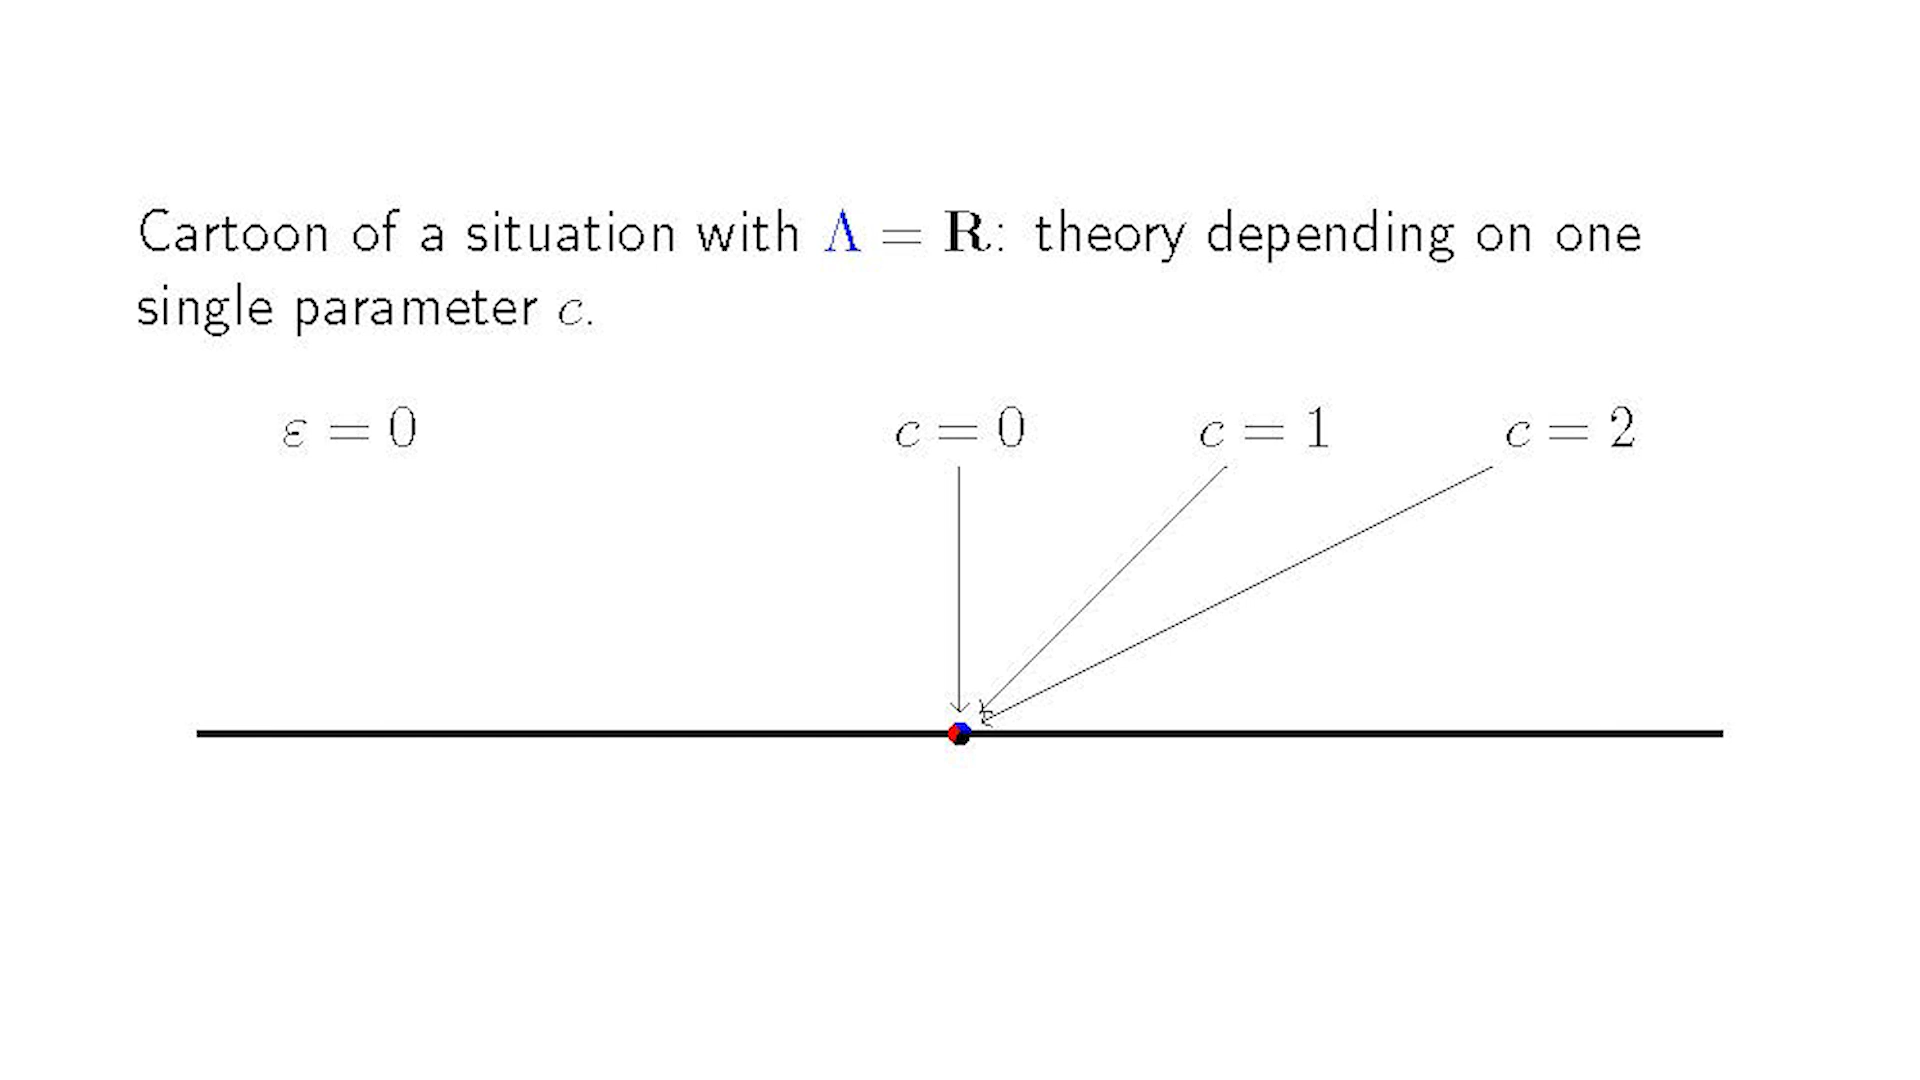 Cartoon of a situation with Λ = R: theory depending on one
single parameter c.
ε = 0 c = 0 c = 1 c = 2